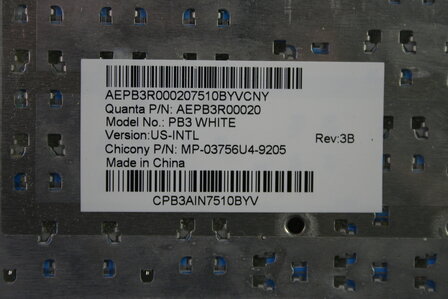 AEPB3R000207510BYVCNY
Quanta P/N: AEPB3R00020
Model No.: PB3 WHITE
Version:US-INTL Rev:3B
Chicony P/N: MP-03756U4-9205
Made in China
CPB3AIN7510BYV